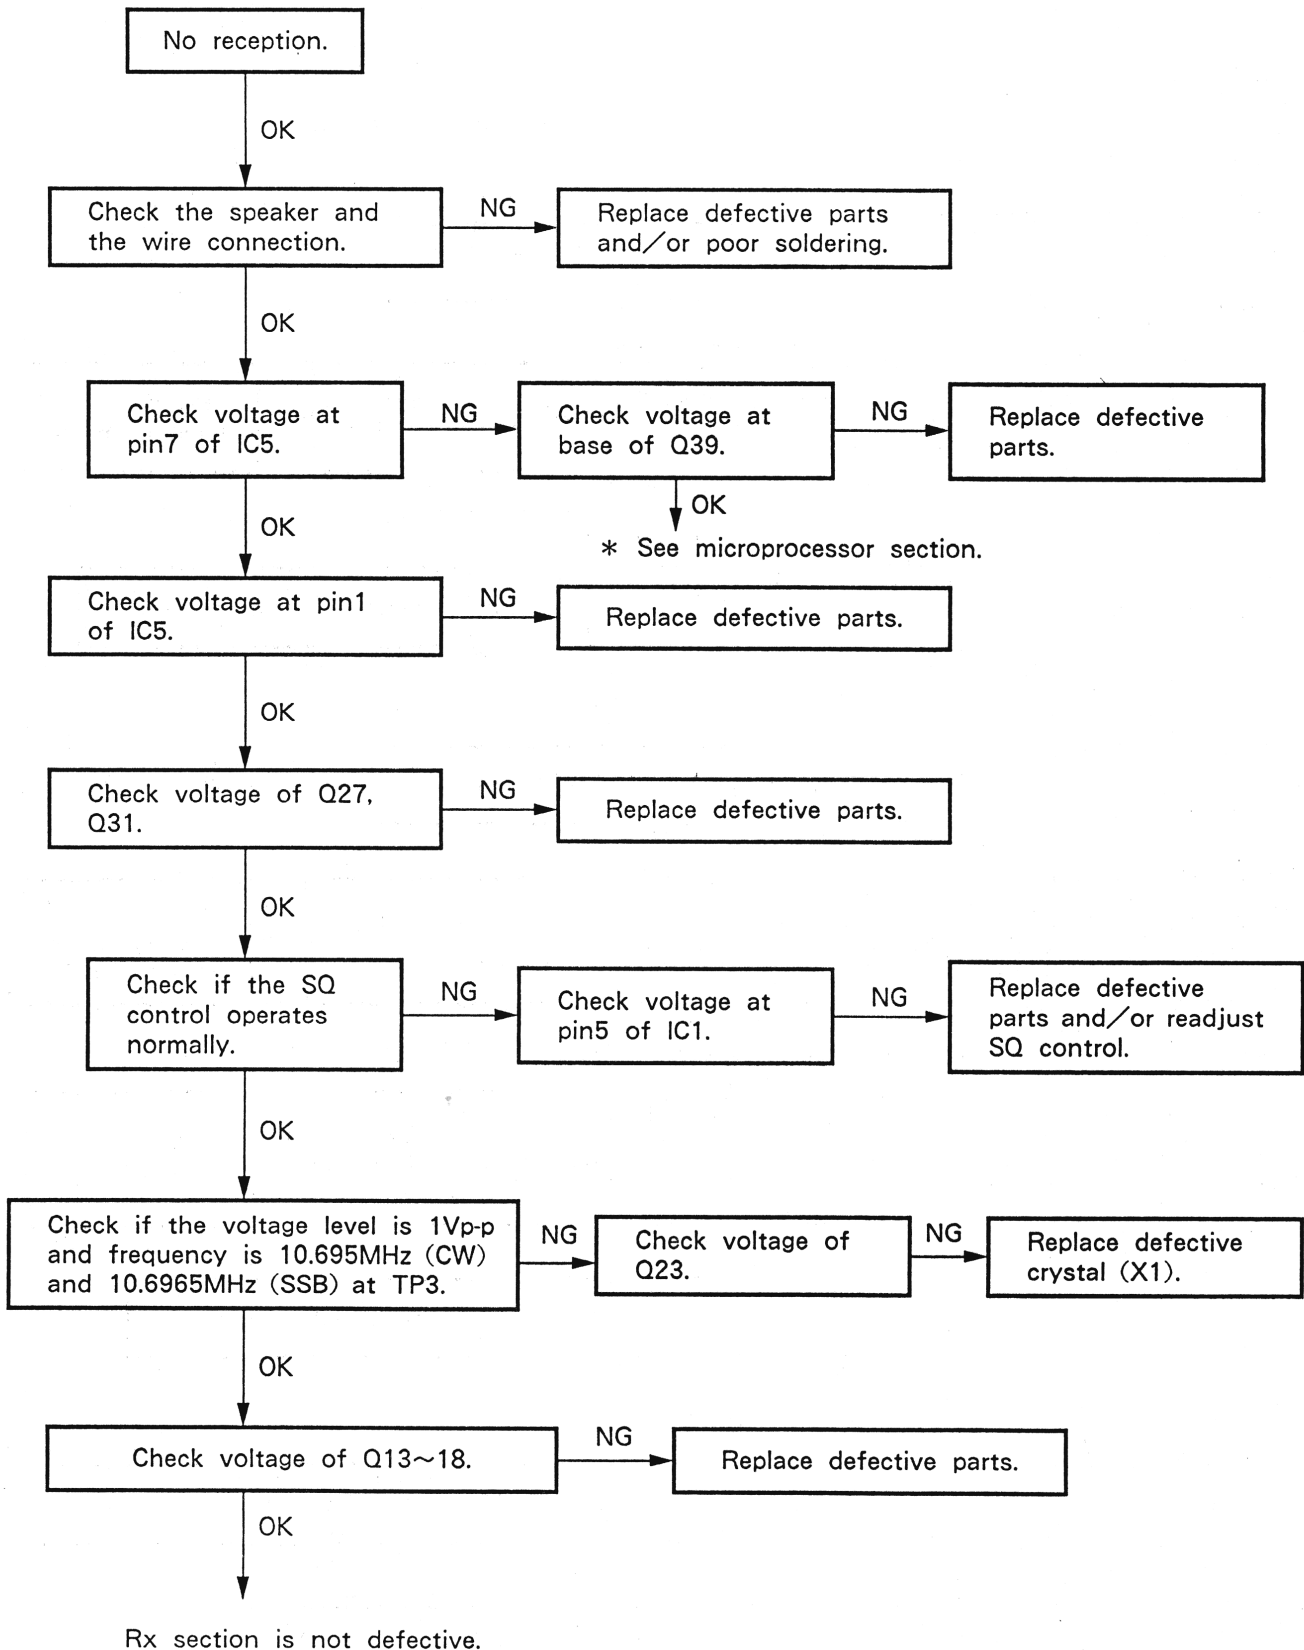 No reception.
OK
Check the speaker and
the wire connection.
NG
Replace defective parts
and/or poor soldering.
OK
Check voltage at
pin7 of IC5.
NG
Check voltage at
base of Q39.
NG
Replace defective
parts.
OK
* See microprocessor section.
OK
Check voltage at pin1
of IC5.
NG
Replace defective parts.
OK
Check voltage of Q27,
Q31.
NG
Replace defective parts.
OK
Check if the SQ
control operates
normally.
NG
Check voltage at
pin5 of IC1.
NG
Replace defective
parts and/or readjust
SQ control.
OK
Check if the voltage level is 1Vp-p
and frequency is 10.695MHz (CW)
and 10.6965MHz (SSB) at TP3.
NG
Check voltage of
Q23.
NG
Replace defective
crystal (X1).
OK
Check voltage of Q13~18.
NG
Replace defective parts.
OK
Rx section is not defective.